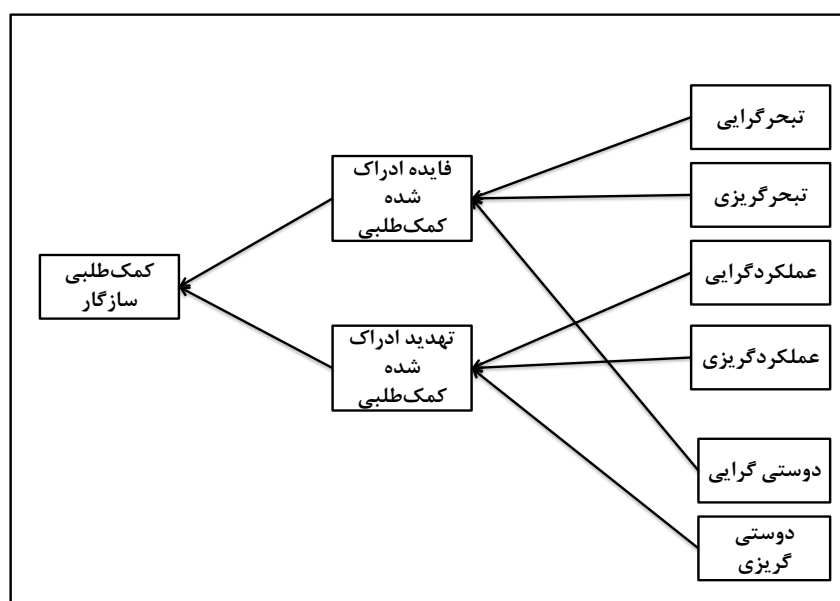 تبحرگرایی
تبحرگریزی
عملکردگرایی
عملکردگریزی
دوستی گرایی
دوستی
گریزی
فایده ادراک
شده
کمک‌طلبی
تهدید ادراک
شده
کمک‌طلبی
کمک‌طلبی
سازگار